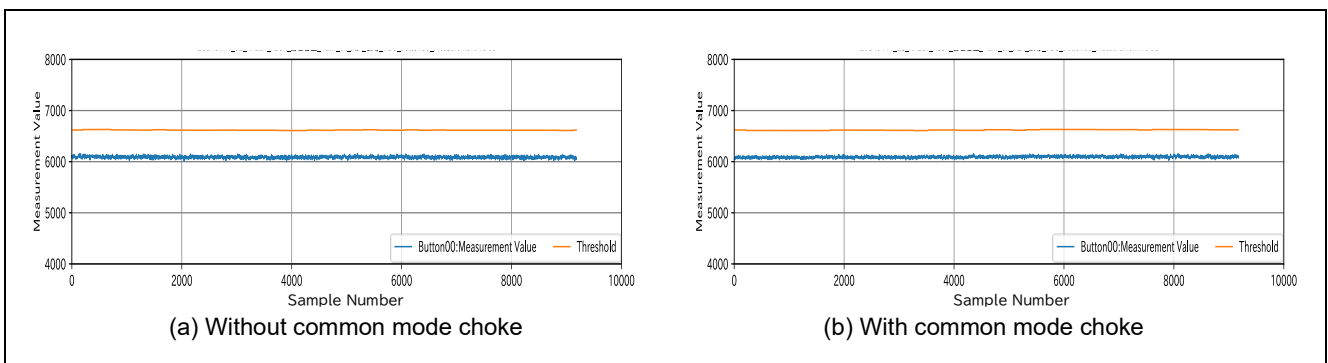 8000
7000
6000
5000
4000
Measurement Value
0
2000
4000
6000
8000
10000
Sample Number
Button00:Measurement Value
Threshold
(a) Without common mode choke
8000
7000
6000
5000
4000
Measurement Value
0
2000
4000
6000
8000
10000
Sample Number
Button00:Measurement Value
Threshold
(b) With common mode choke